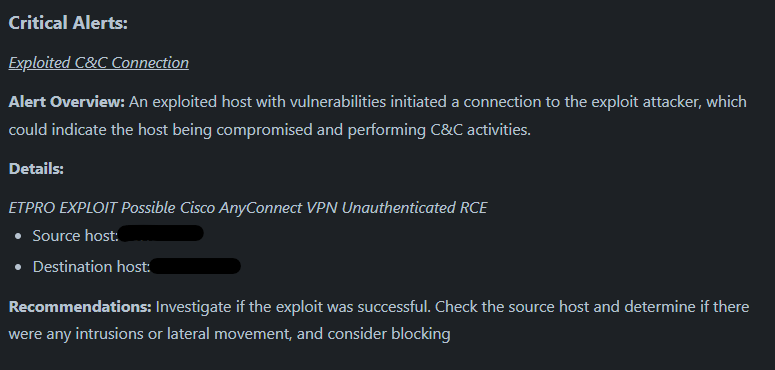 Critical Alerts:
Exploited C&C Connection
Alert Overview: An exploited host with vulnerabilities initiated a connection to the exploit attacker, which
could indicate the host being compromised and performing C&C activities.
Details:
ETPRO EXPLOIT Possible Cisco AnyConnect VPN Unauthenticated RCE
• Source host:
• Destination host:
Recommendations: Investigate if the exploit was successful. Check the source host and determine if there
were any intrusions or lateral movement, and consider blocking